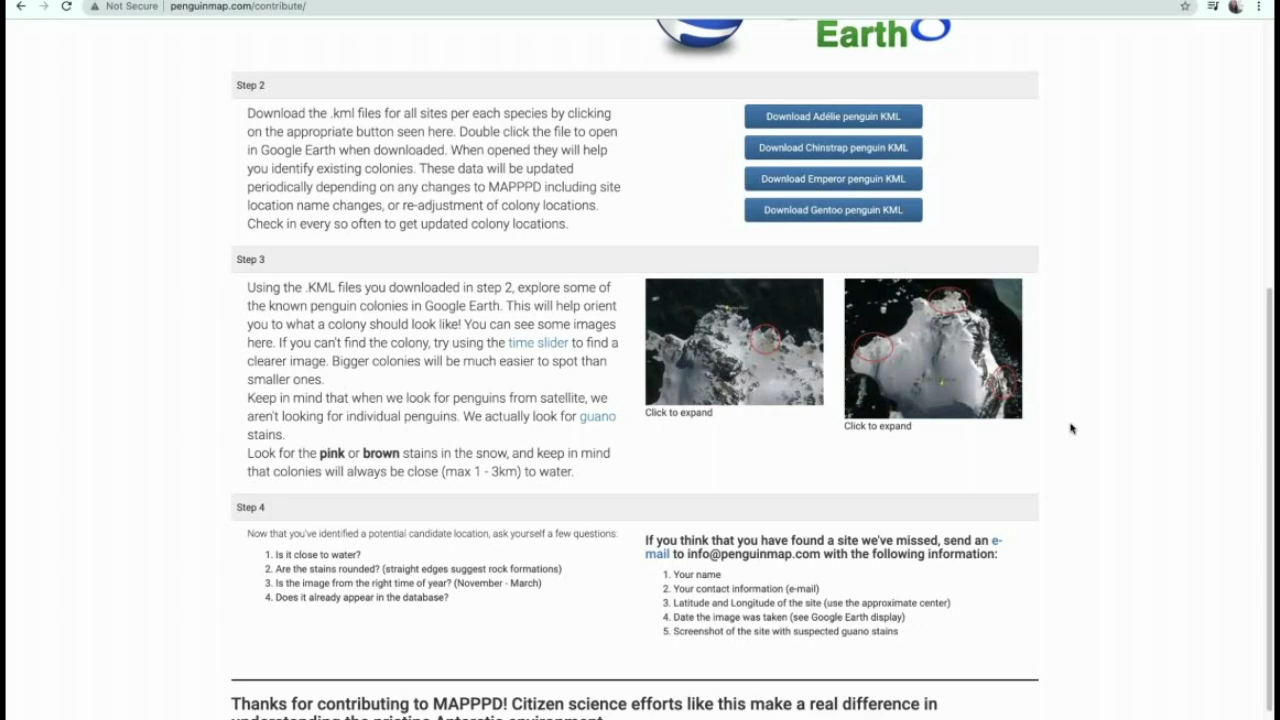 Not Secure penguinmap.com/contribute/
Earth
Step 2
Download the .kml files for all sites per each species by clicking
on the appropriate button seen here. Double click the file to open
in Google Earth when downloaded. When opened they will help
you identify existing colonies. These data will be updated
periodically depending on any changes to MAPPPD including site
location name changes, or re-adjustment of colony locations.
Check in every so often to get updated colony locations.
Download Adélie penguin KML
Download Chinstrap penguin KML
Download Emperor penguin KML
Download Gentoo penguin KML
Step 3
Using the .KML files you downloaded in step 2, explore some of
the known penguin colonies in Google Earth. This will help orient
you to what a colony should look like! You can see some images
here. If you can't find the colony, try using the time slider to find a
clearer image. Bigger colonies will be much easier to spot than
smaller ones.
Keep in mind that when we look for penguins from satellite, we
aren't looking for individual penguins. We actually look for guano
stains.
Look for the pink or brown stains in the snow, and keep in mind
that colonies will always be close (max 1 - 3km) to water.
Click to expand
Click to expand
Step 4
Now that you've identified a potential candidate location, ask yourself a few questions:
1. Is it close to water?
2. Are the stains rounded? (straight edges suggest rock formations)
3. Is the image from the right time of year? (November - March)
4. Does it already appear in the database?
If you think that you have found a site we've missed, send an e-
mail to info@penguinmap.com with the following information:
1. Your name
2. Your contact information (e-mail)
3. Latitude and Longitude of the site (use the approximate center)
4. Date the image was taken (see Google Earth display)
5. Screenshot of the site with suspected guano stains
Thanks for contributing to MAPPPD! Citizen science efforts like this make a real difference in
understanding the pristine Antarctic environment